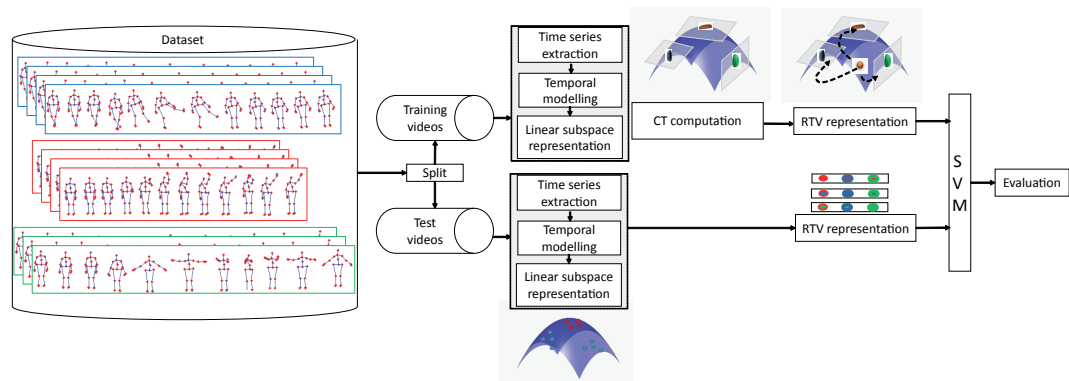 Dataset
Training
videos
Split
Test
videos
Time series
extraction
Temporal
modelling
Linear subspace
representation
Time series
extraction
Temporal
modelling
Linear subspace
representation
CT computation
RTV representation
RTV representation
S
V
M
Evaluation